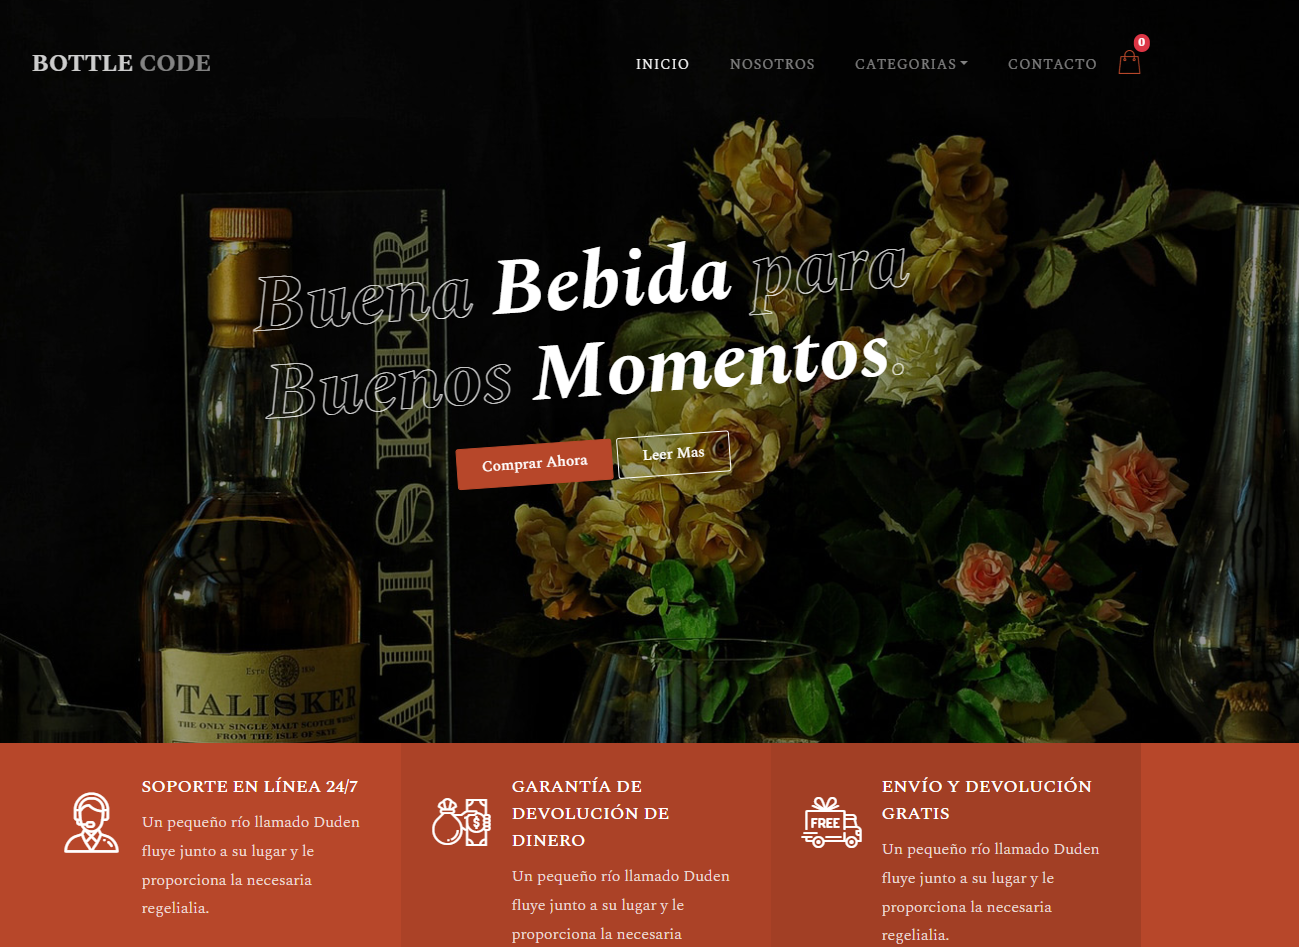 BOTTLE CODE
INICIO
NOSOTROS
CATEGORIAS
CONTACTO
0
TALISKER™
Buena Bebida para
Buenos Momentos.
Comprar Ahora
Leer Mas
ESTD 1830
TALISKER
THE ONLY SINGLE MALT SCOTCH WHISKY
FROM THE ISLE OF SKYE
SOPORTE EN LÍNEA 24/7
Un pequeño río llamado Duden
fluye junto a su lugar y le
proporciona la necesaria
regelialia.
$
GARANTÍA DE
DEVOLUCIÓN DE
DINERO
Un pequeño río llamado Duden
fluye junto a su lugar y le
proporciona la necesaria
FREE
ENVÍO Y DEVOLUCIÓN
GRATIS
Un pequeño río llamado Duden
fluye junto a su lugar y le
proporciona la necesaria
regelialia.